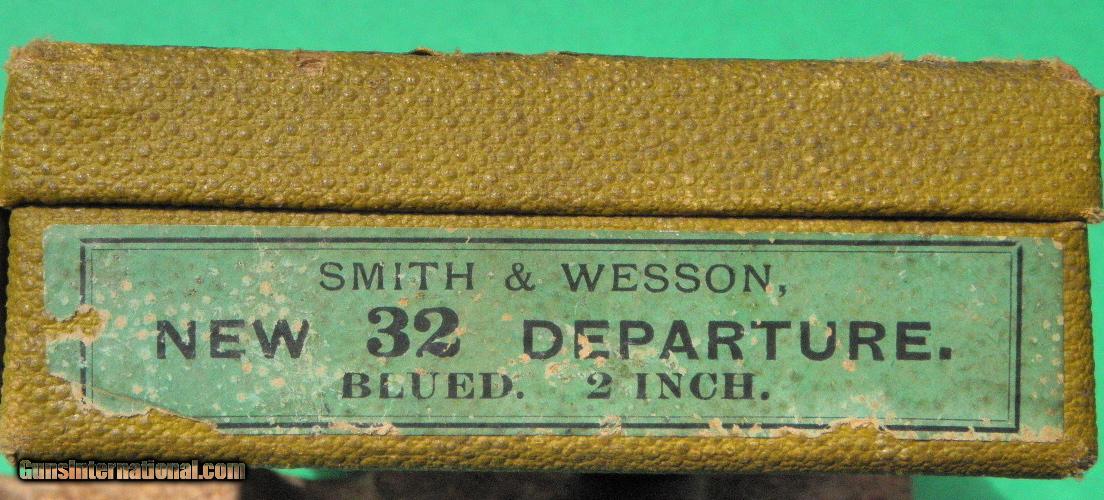 SMITH & WESSON,
NEW 32 DEPARTURE.
BLUED. 2 INCH.
GunsInternational.com